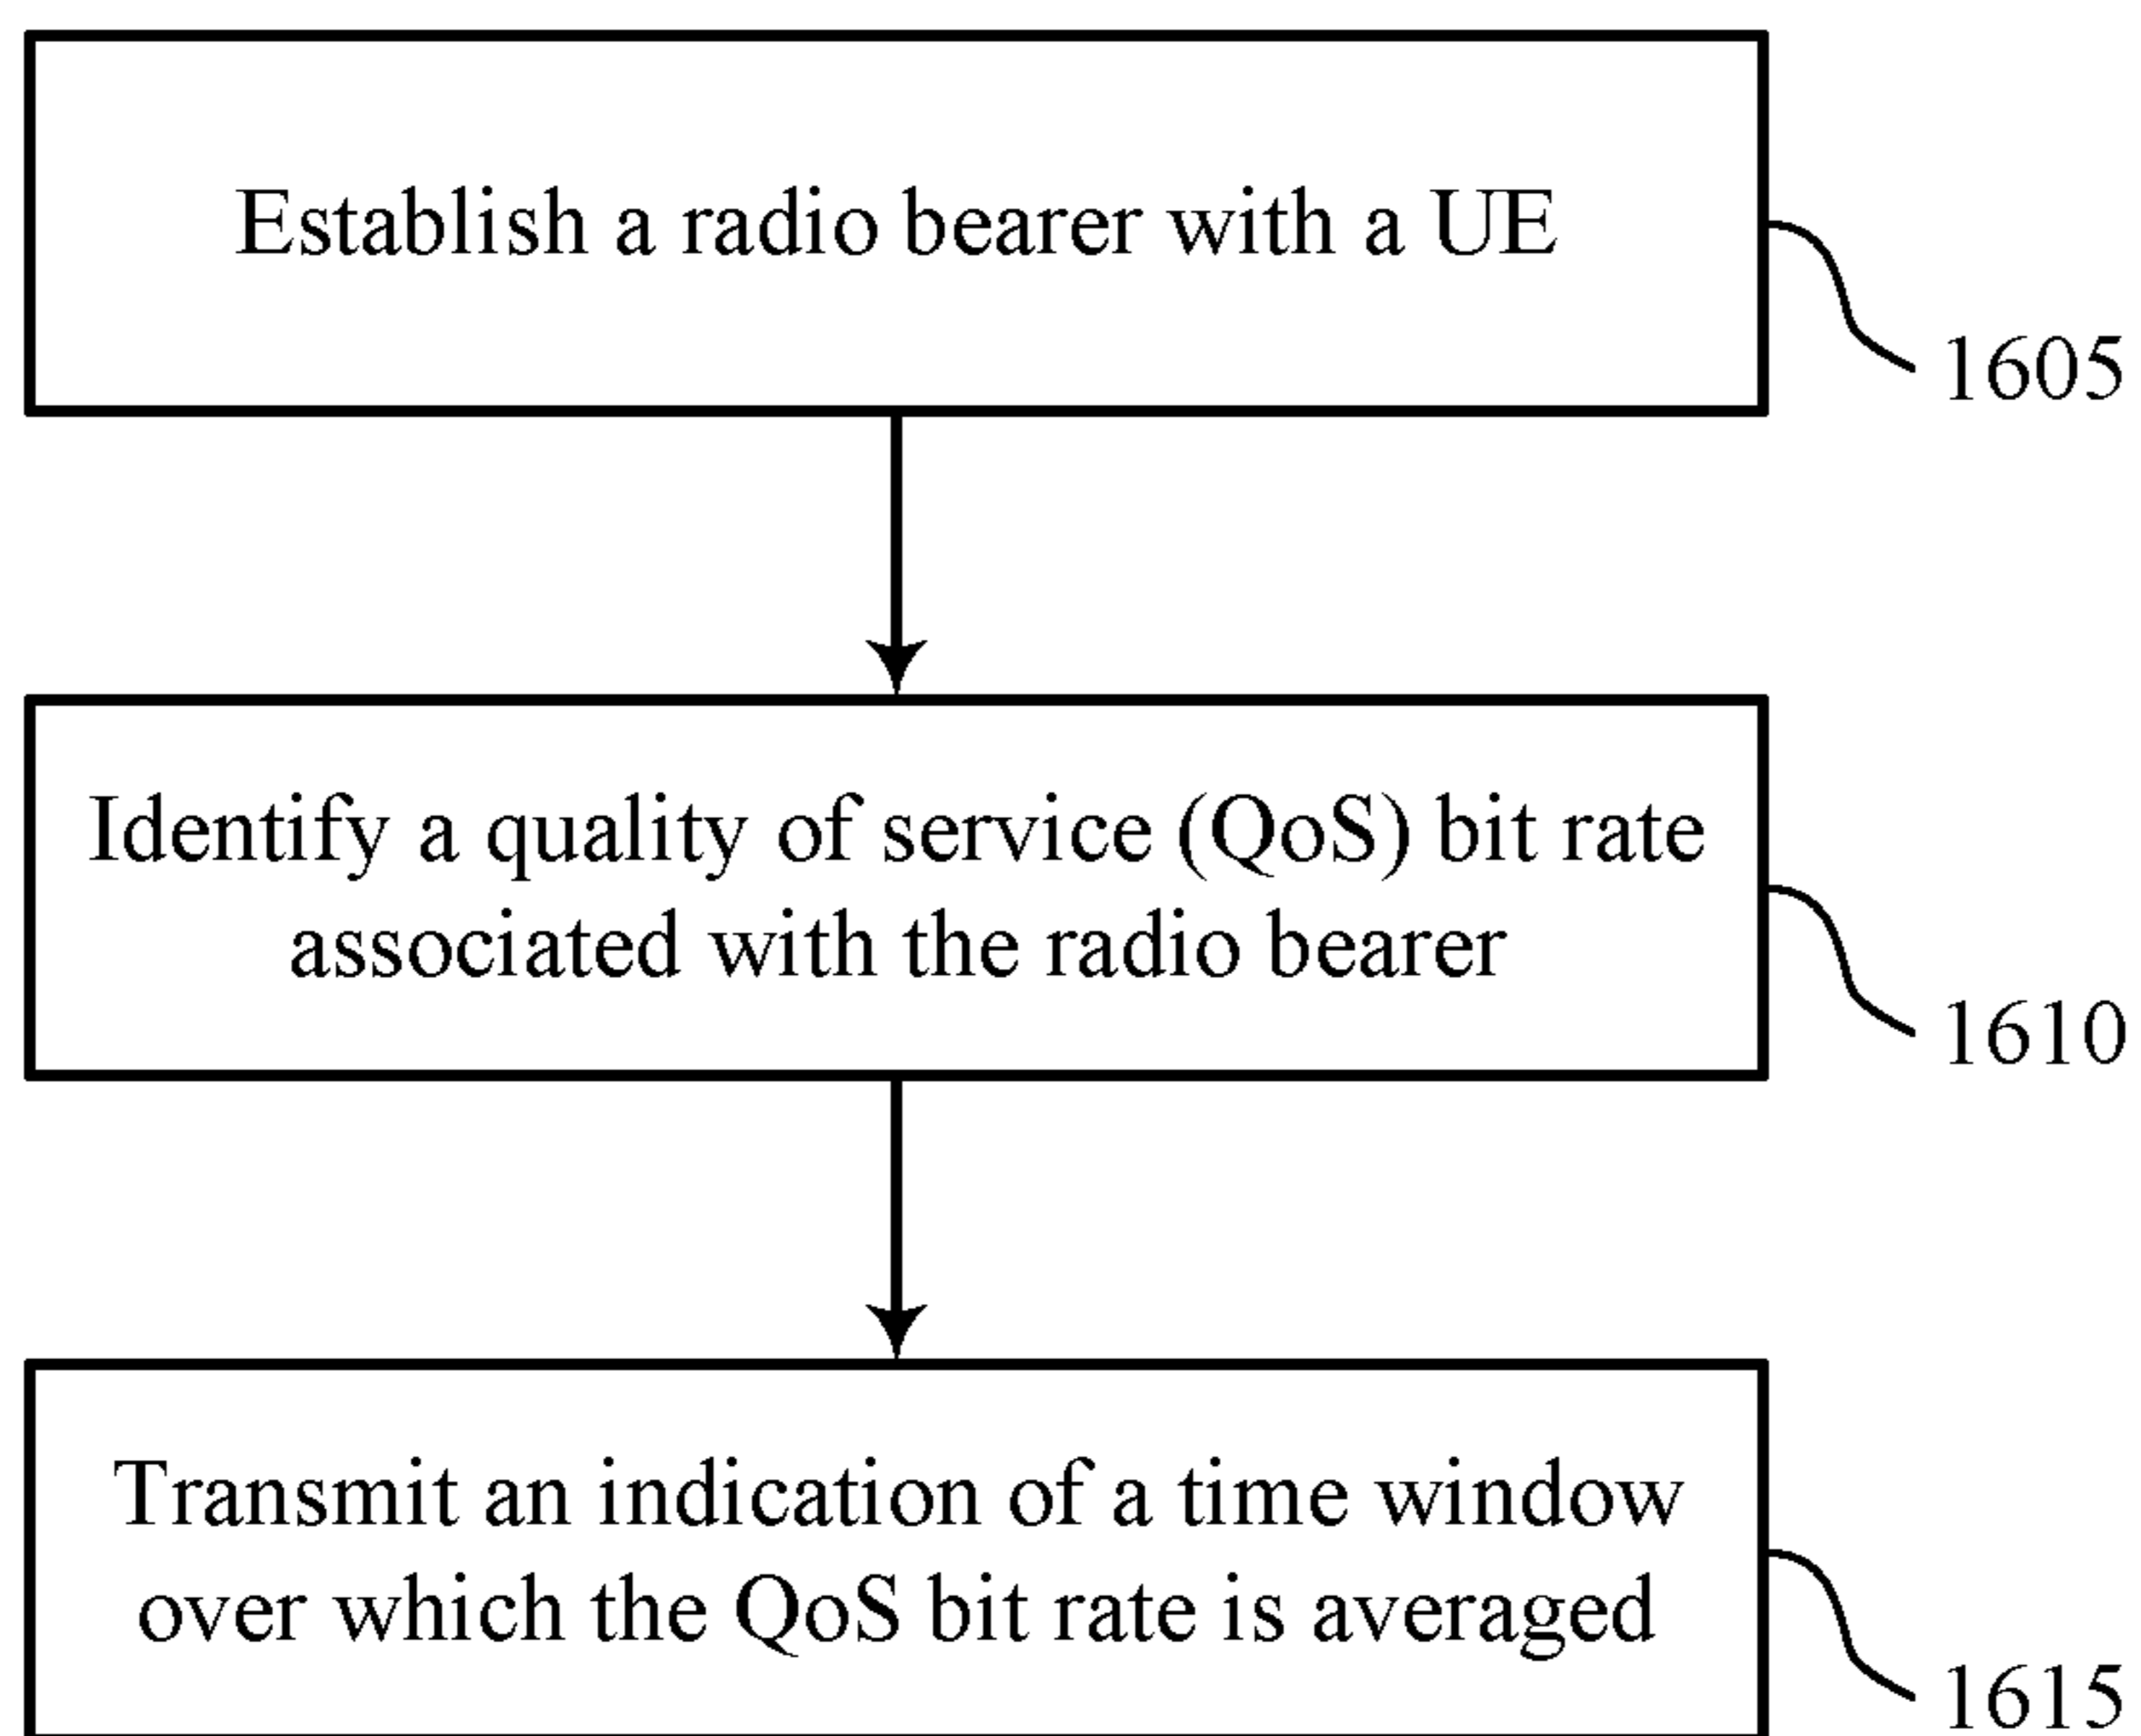 Establish a radio bearer with a UE
1605
Identify a quality of service (QoS) bit rate
associated with the radio bearer
1610
Transmit an indication of a time window
over which the QoS bit rate is averaged
1615